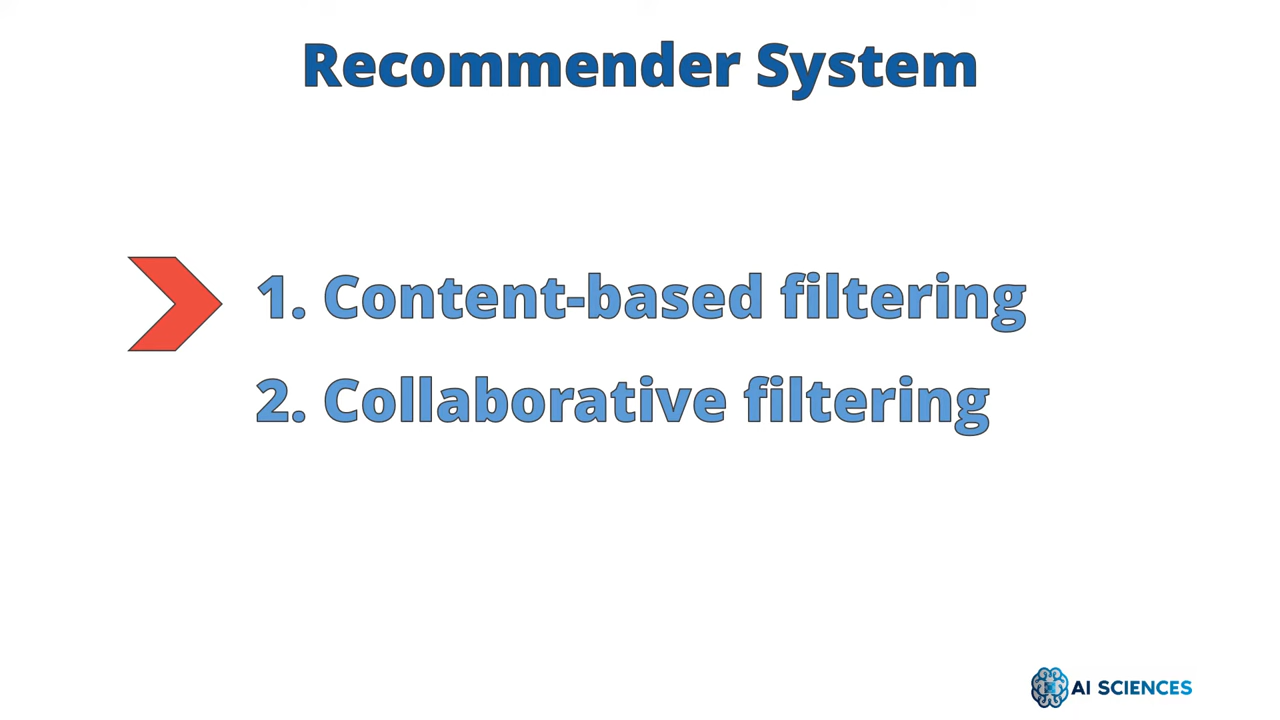 Recommender System
1. Content-based filtering
2. Collaborative filtering
AI SCIENCES